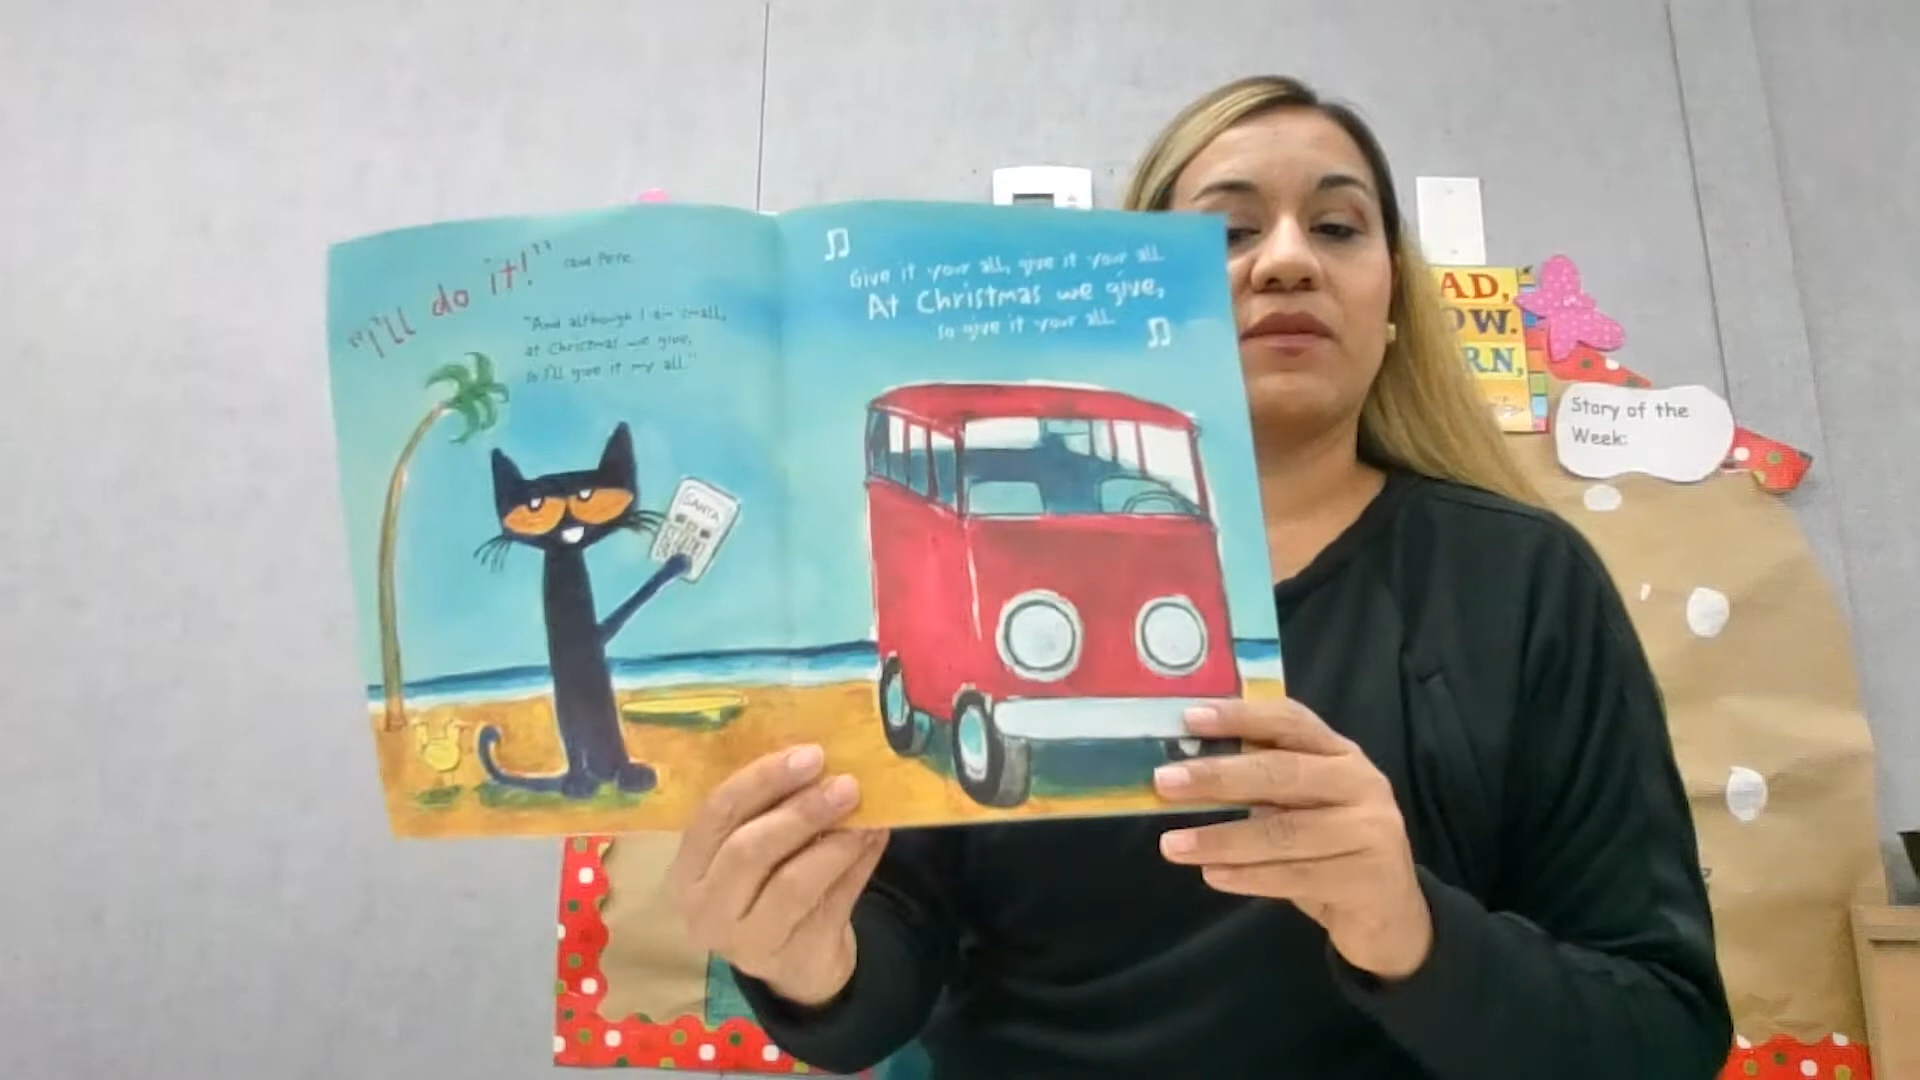 "I'll do it!" said Pete.
"And although I am small,
at Christmas we give,
so I'll give it my all."
SANTA
Give it your all, give it your all
At Christmas we give,
so give it your all.
AD,
OW.
RN,
Story of the
Week: